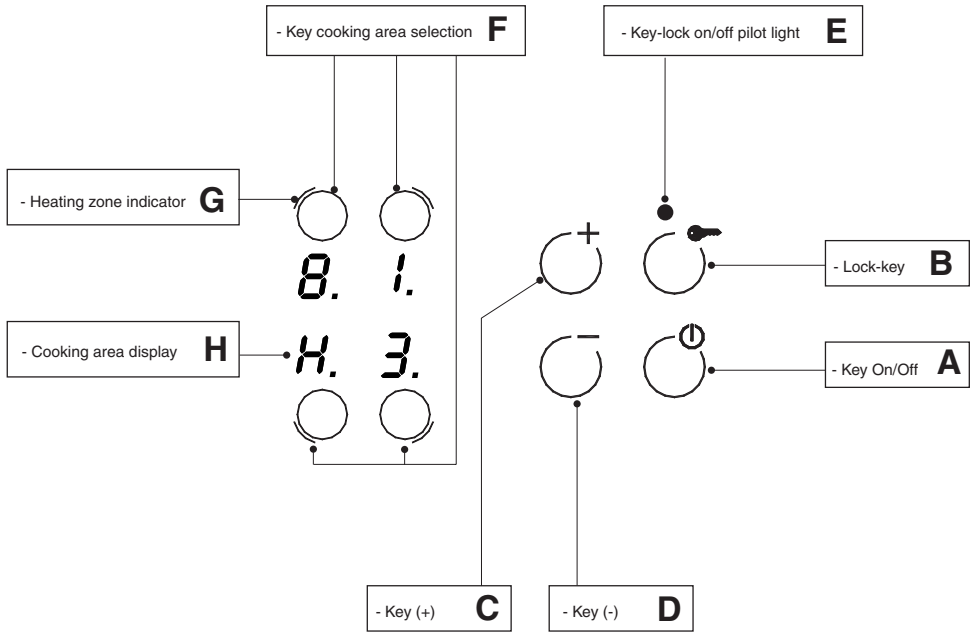 - Key cooking area selection F
- Key-lock on/off pilot light E
- Heating zone indicator G
+
8. 1.
- Lock-key B
- Cooking area display H
H. 3.
-
- Key On/Off A
- Key (+) C
- Key (-) D